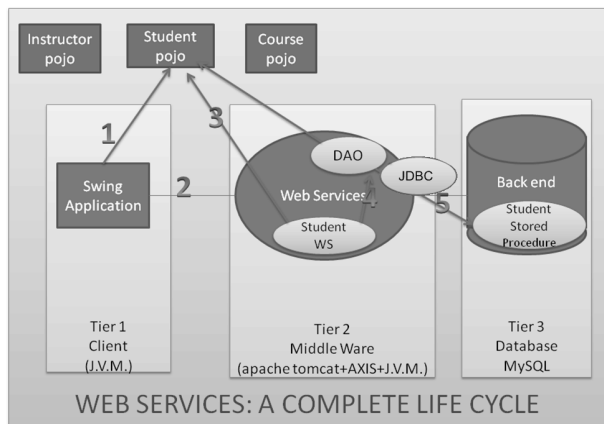 Instructor
pojo
Student
pojo
Course
pojo
1
3
DAO
JDBC
Swing
Application
2
Web Services
4
5
Back end
Student
WS
Student
Stored
Procedure
Tier 1
Client
(J.V.M.)
Tier 2
Middle Ware
(apache tomcat+AXIS+J.V.M.)
Tier 3
Database
MySQL
WEB SERVICES: A COMPLETE LIFE CYCLE